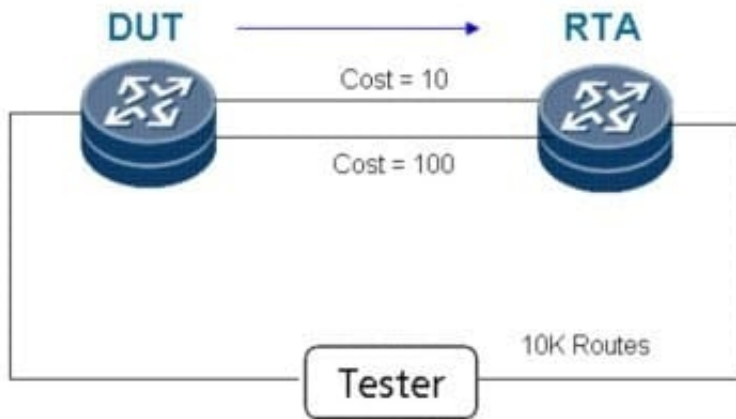 DUT
RTA
Cost = 10
Cost = 100
10K Routes
Tester